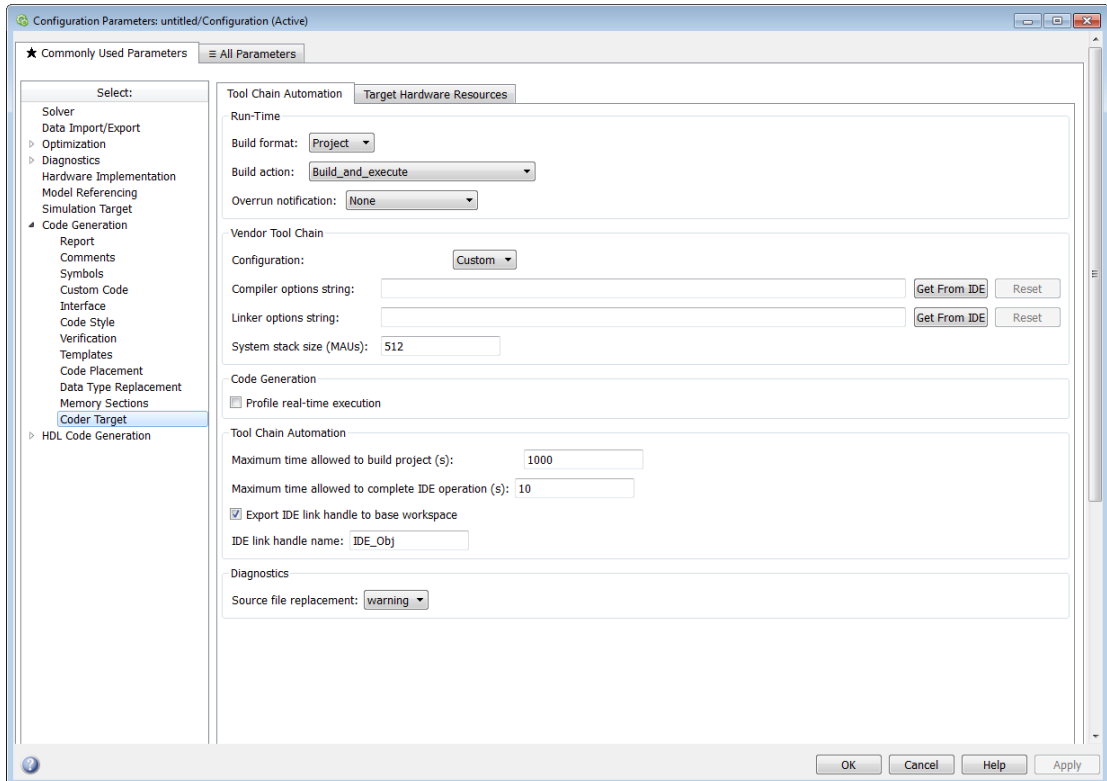 Configuration Parameters: untitled/Configuration (Active)
★ Commonly Used Parameters
≡ All Parameters
Select:
Solver
Data Import/Export
Optimization
Diagnostics
Hardware Implementation
Model Referencing
Simulation Target
Code Generation
Report
Comments
Symbols
Custom Code
Interface
Code Style
Verification
Templates
Code Placement
Data Type Replacement
Memory Sections
Coder Target
HDL Code Generation
Tool Chain Automation
Target Hardware Resources
Run-Time
Build format: Project
Build action: Build_and_execute
Overrun notification: None
Vendor Tool Chain
Configuration: Custom
Compiler options string: Get From IDE Reset
Linker options string: Get From IDE Reset
System stack size (MAUs): 512
Code Generation
Profile real-time execution
Tool Chain Automation
Maximum time allowed to build project (s): 1000
Maximum time allowed to complete IDE operation (s): 10
Export IDE link handle to base workspace
IDE link handle name: IDE_Obj
Diagnostics
Source file replacement: warning
OK Cancel Help Apply